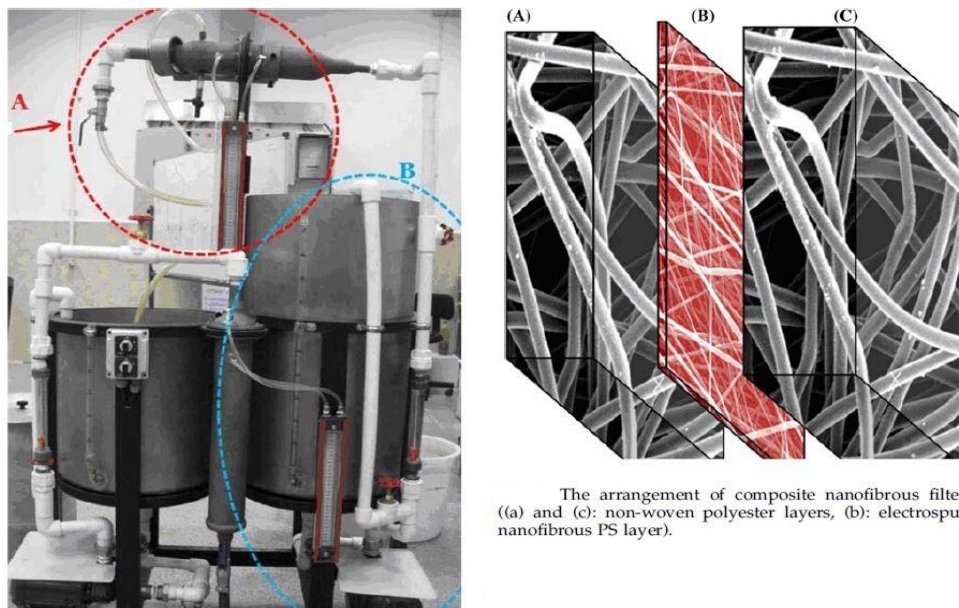 A
B
(A)
(B)
(C)
The arrangement of composite nanofibrous filte
((a) and (c): non-woven polyester layers, (b): electrospu
nanofibrous PS layer).